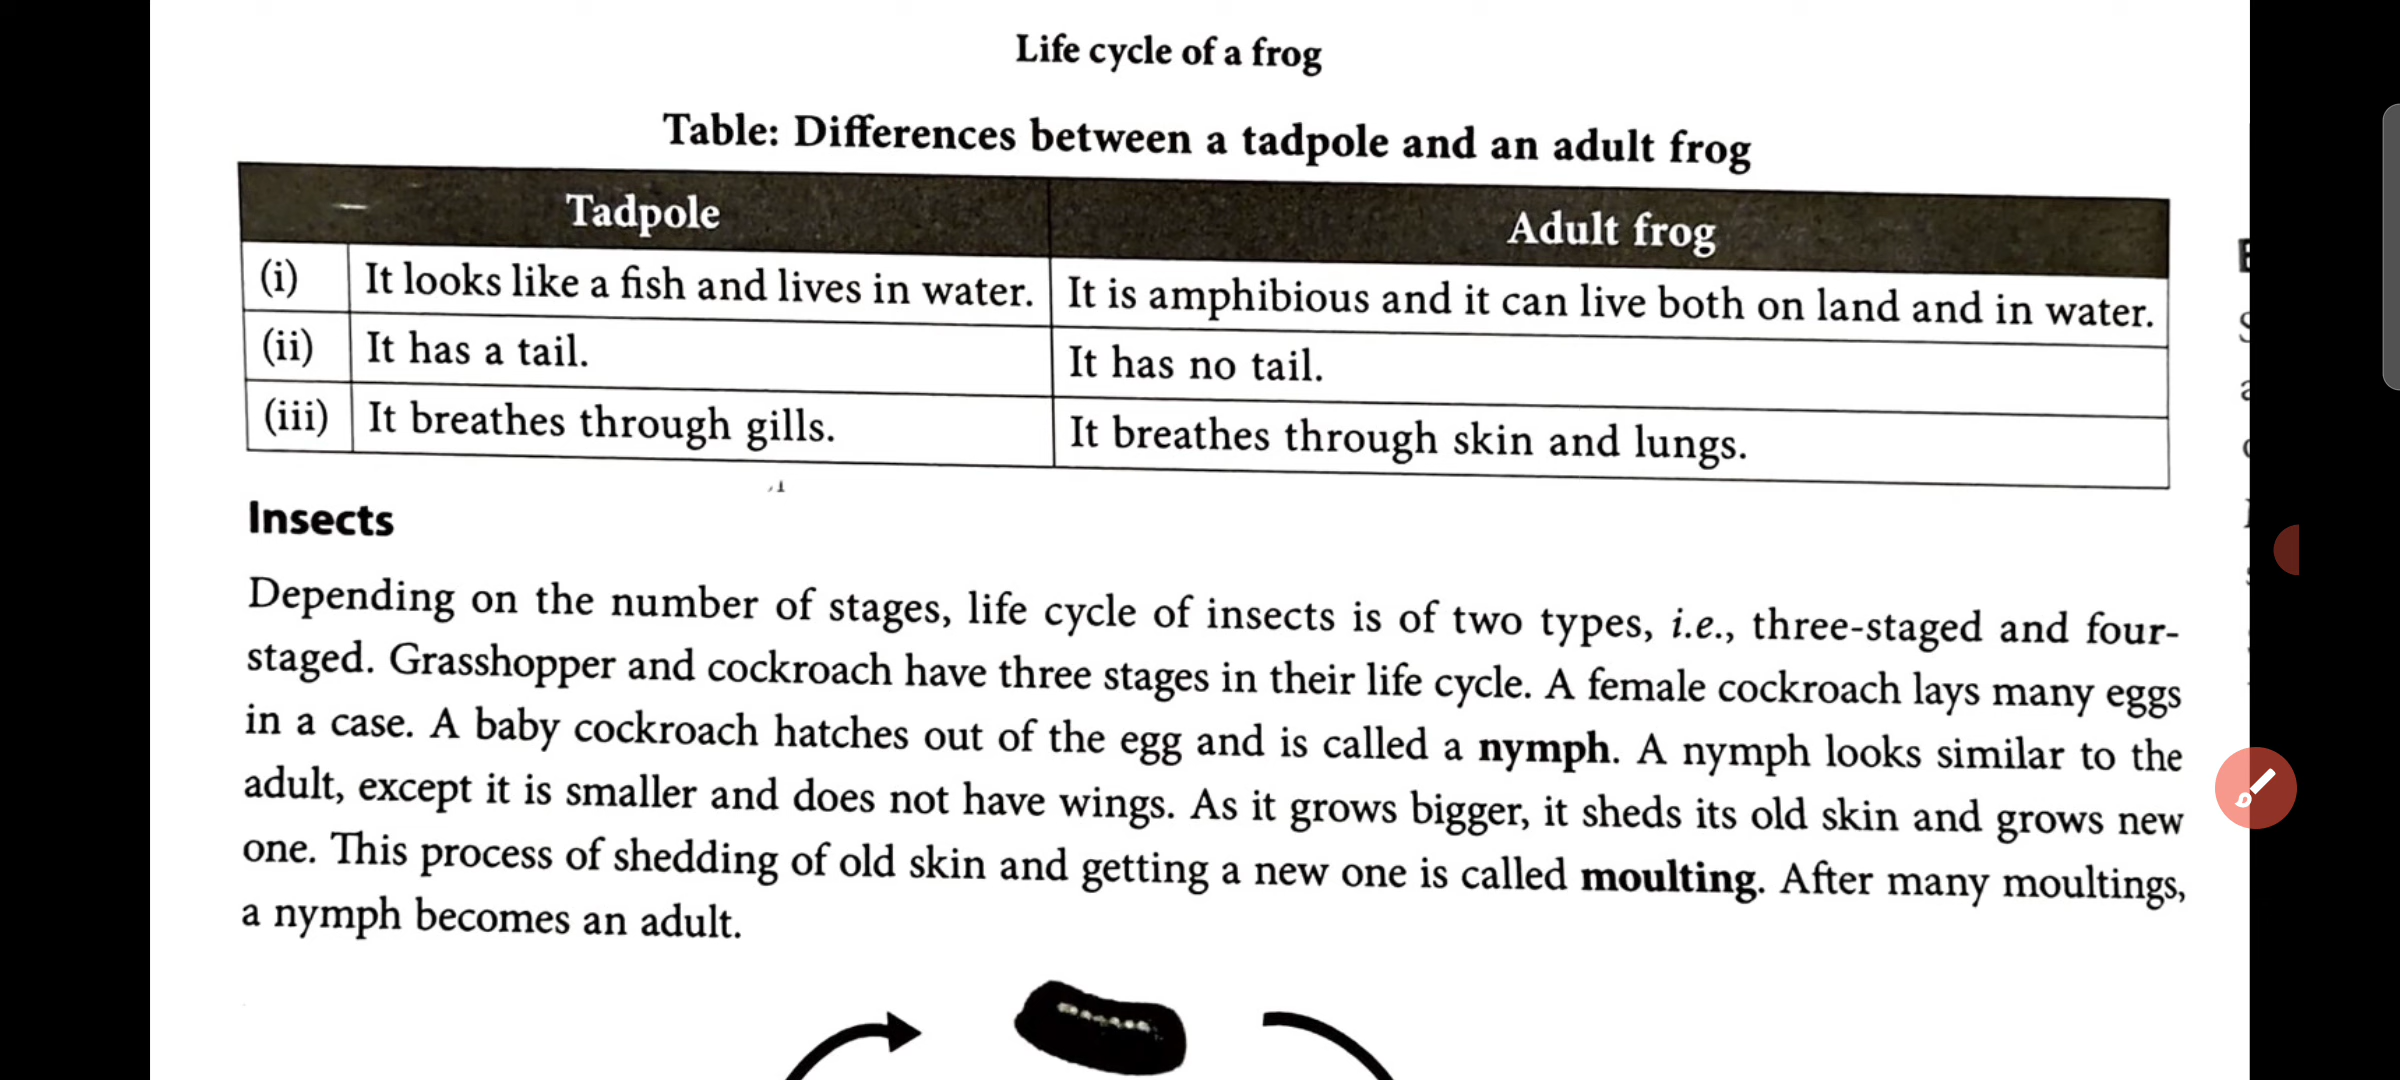 Life cycle of a frog
Table: Differences between a tadpole and an adult frog
Tadpole Adult frog
(i) It looks like a fish and lives in water. It is amphibious and it can live both on land and in water.
(ii) It has a tail. It has no tail.
(iii) It breathes through gills. It breathes through skin and lungs.
Insects
Depending on the number of stages, life cycle of insects is of two types, i.e., three-staged and four-
staged. Grasshopper and cockroach have three stages in their life cycle. A female cockroach lays many eggs
in a case. A baby cockroach hatches out of the egg and is called a nymph. A nymph looks similar to the
adult, except it is smaller and does not have wings. As it grows bigger, it sheds its old skin and grows new
one. This process of shedding of old skin and getting a new one is called moulting. After many moultings,
a nymph becomes an adult.